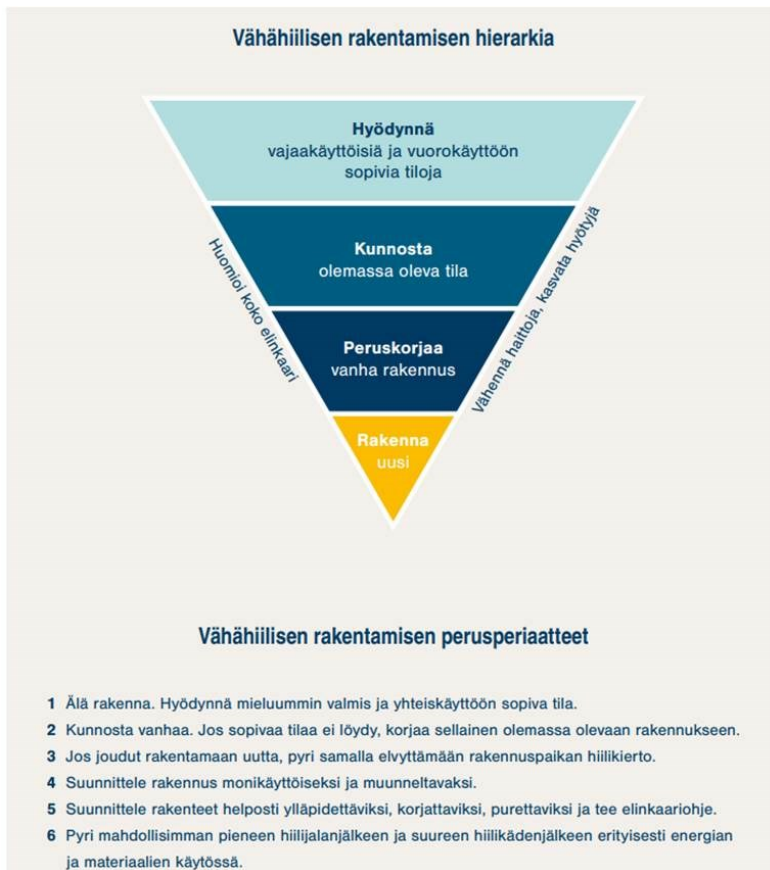 Vähähiilisen rakentamisen hierarkia
Hyödynnä
vajaakäyttöisiä ja vuorokäyttöön
sopivia tiloja
Kunnosta
olemassa oleva tila
Peruskorjaa
vanha rakennus
Rakenna
uusi
Huomioi koko elinkaari
Vähennä haittoja, kasvata hyötyjä
Vähähiilisen rakentamisen perusperiaatteet
1 Älä rakenna. Hyödynnä mieluummin valmis ja yhteiskäyttöön sopiva tila.
2 Kunnosta vanhaa. Jos sopivaa tilaa ei löydy, korjaa sellainen olemassa olevaan rakennukseen.
3 Jos joudut rakentamaan uutta, pyri samalla elvyttämään rakennuspaikan hiilikierto.
4 Suunnittele rakennus monikäyttöiseksi ja muunneltavaksi.
5 Suunnittele rakenteet helposti ylläpidettäviksi, korjattaviksi, purettaviksi ja tee elinkaariohje.
6 Pyri mahdollisimman pieneen hiilijalanjälkeen ja suureen hiilikädenjälkeen erityisesti energian
ja materiaalien käytössä.